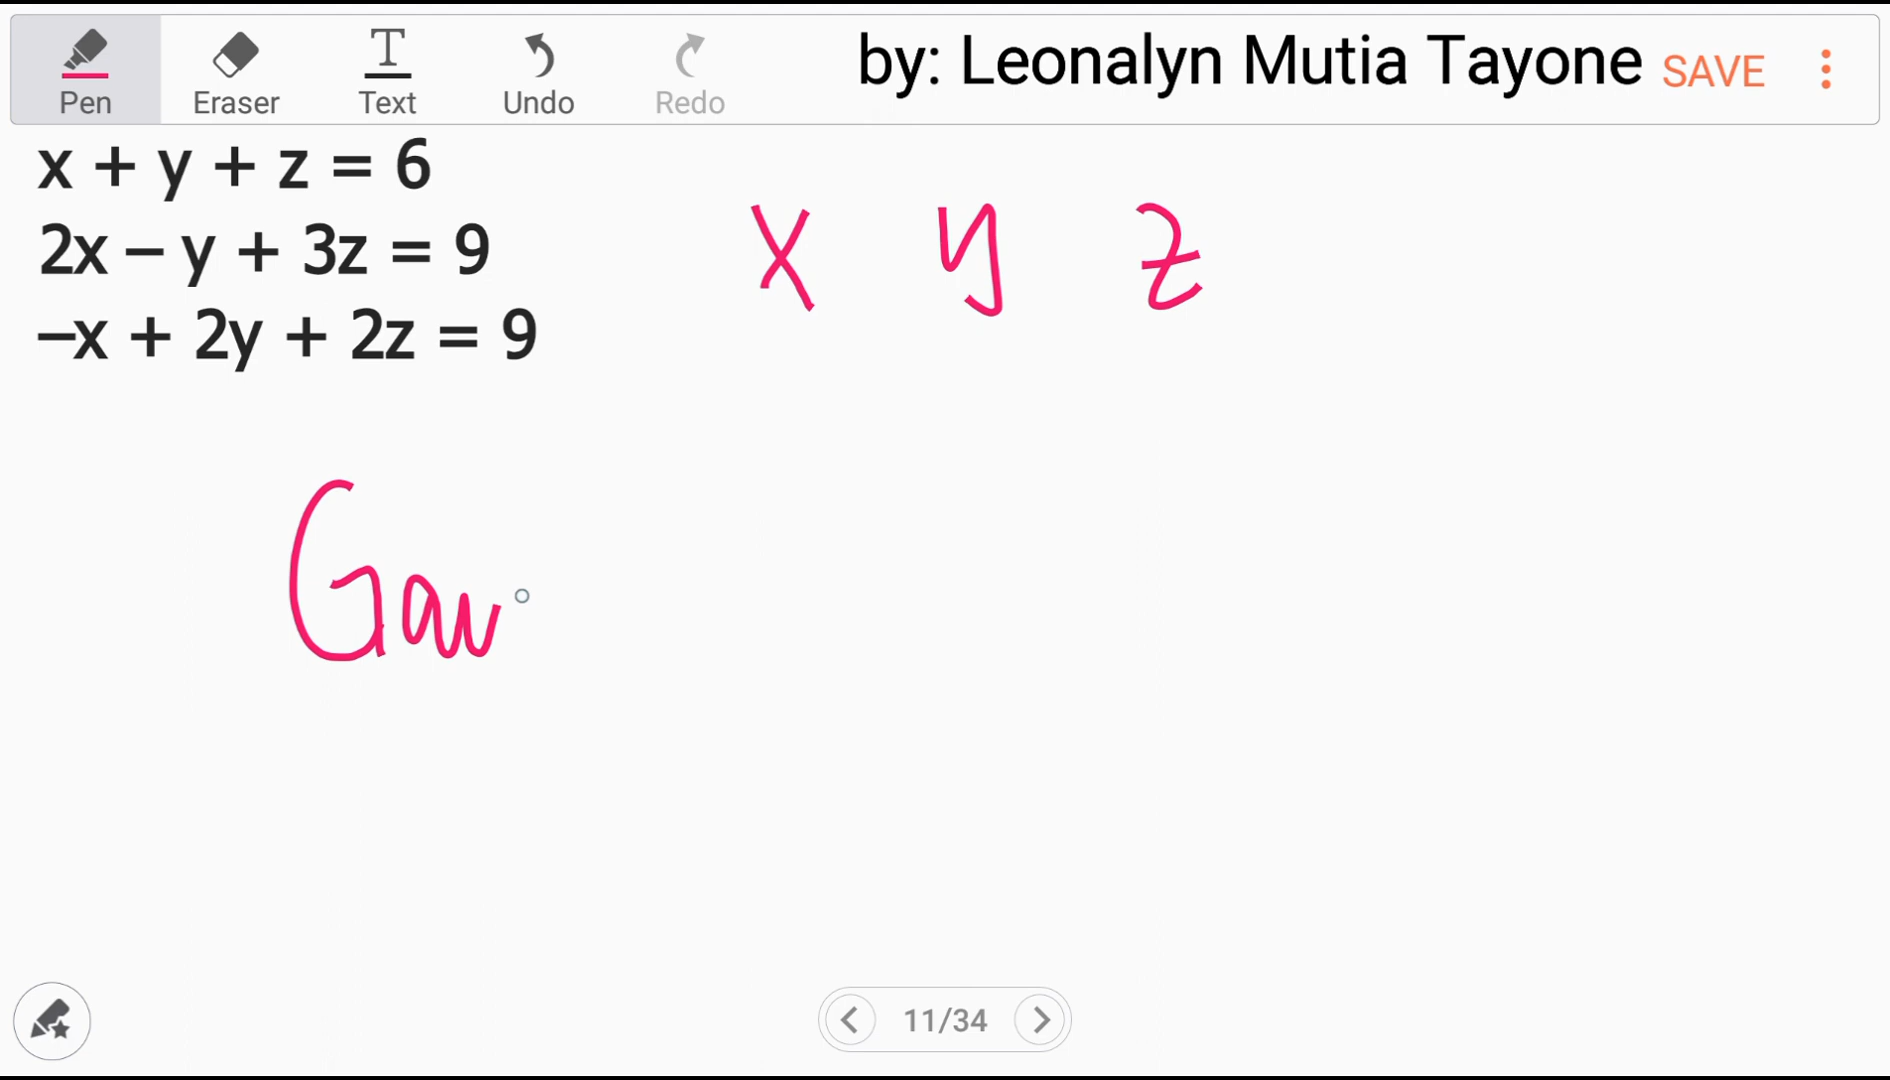 Pen Eraser Text Undo Redo by: Leonalyn Mutia Tayone SAVE
x + y + z = 6
2x – y + 3z = 9
–x + 2y + 2z = 9
x y z
Gau
11/34